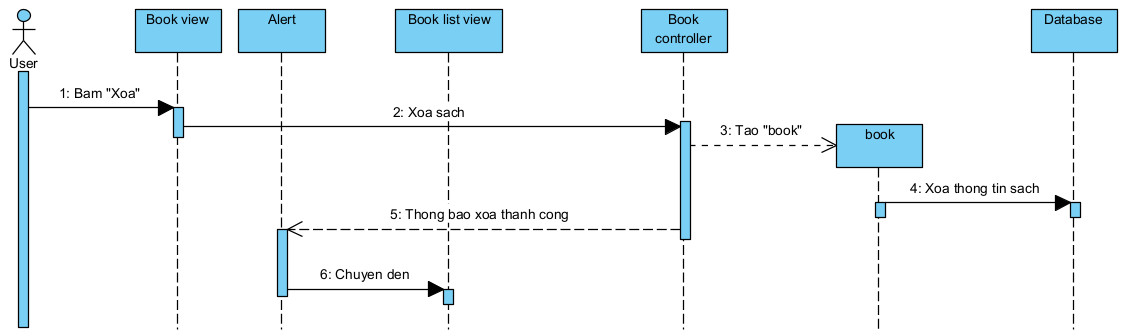 Book view
Alert
Book list view
Book
controller
Database
User
1: Bam "Xoa"
2: Xoa sach
3: Tao "book"
book
4: Xoa thong tin sach
5: Thong bao xoa thanh cong
6: Chuyen den